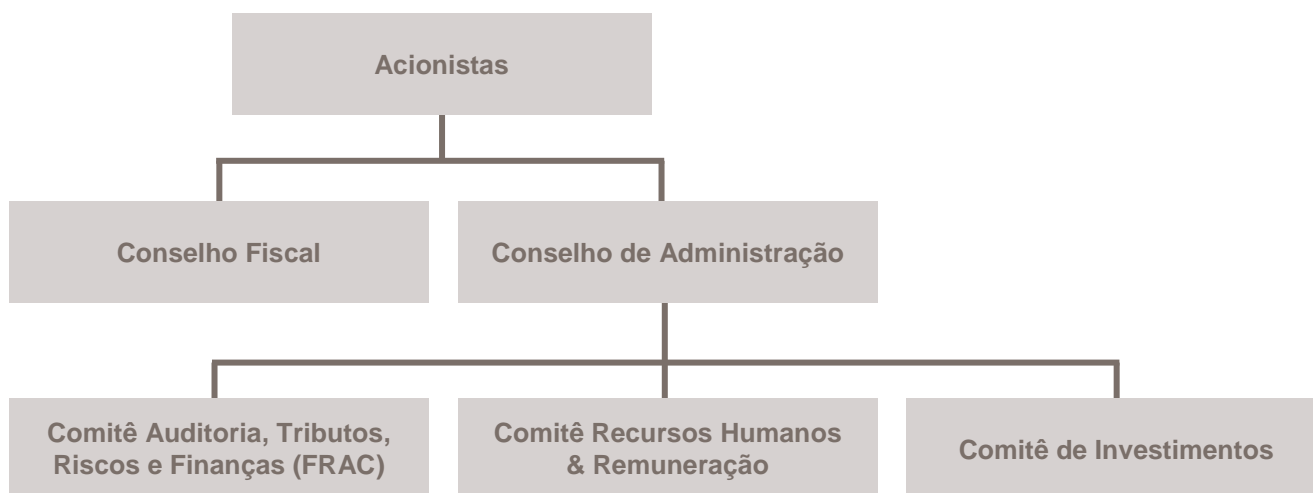 Acionistas
Conselho Fiscal
Conselho de Administração
Comitê Auditoria, Tributos,
Riscos e Finanças (FRAC)
Comitê Recursos Humanos
& Remuneração
Comitê de Investimentos